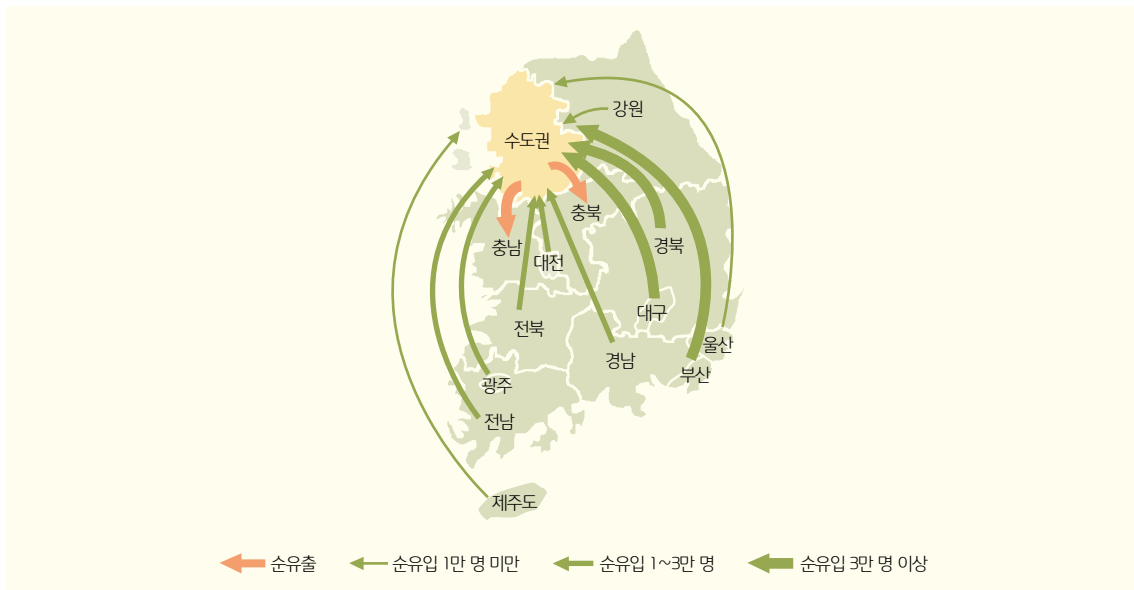 강원
수도권
충북
충남
경북
대전
대구
전북
울산
경남
부산
광주
전남
제주도
순유출
순유입 1만 명 미만
순유입 1~3만 명
순유입 3만 명 이상